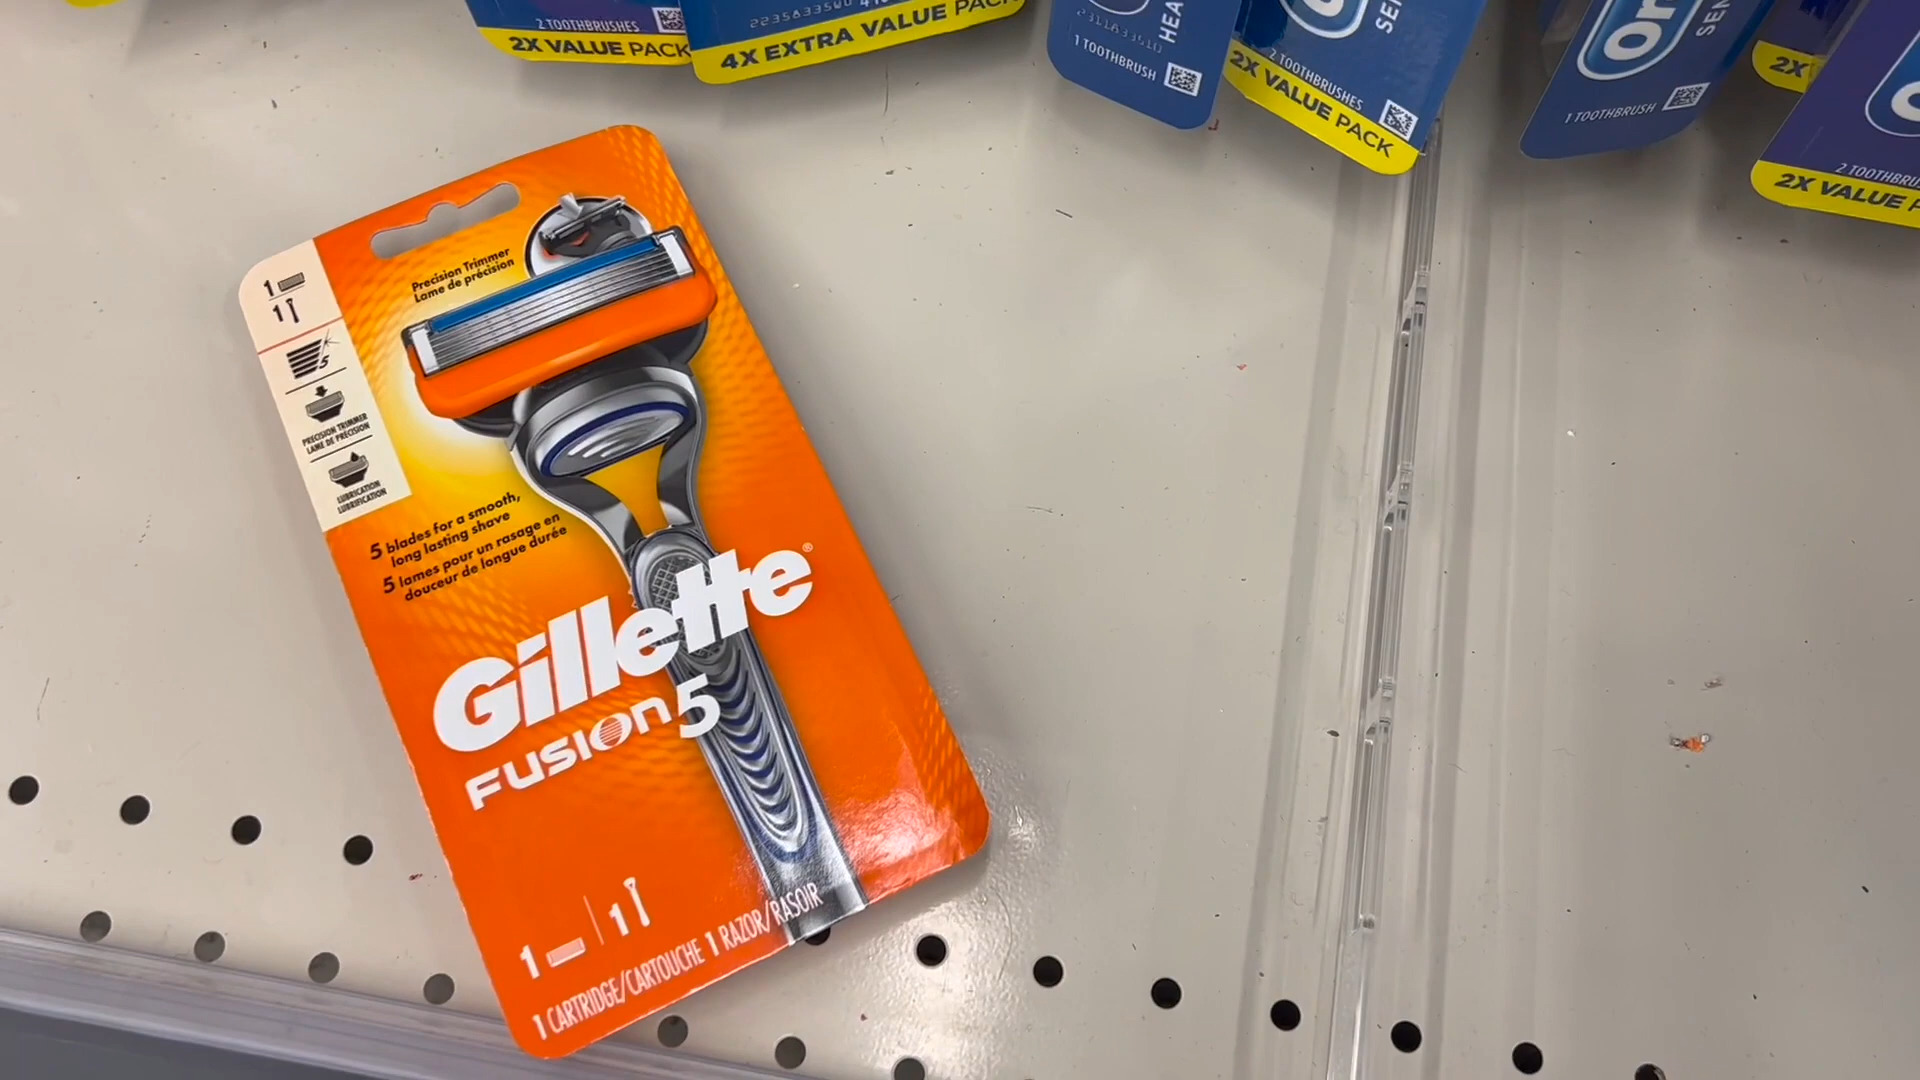 2 TOOTHBRUSHES
2X VALUE PACK
4X EXTRA VALUE PACK
1 TOOTHBRUSH
2 TOOTHBRUSHES
2X VALUE PACK
1 TOOTHBRUSH
2X
2X VALUE
Precision Trimmer
Lame de précision
1
1
5
PRECISION TRIMMER
LAME DE PRÉCISION
LUBRICATION
LUBRIFICATION
5 blades for a smooth,
long lasting shave
5 lames pour un rasage en
douceur de longue durée
Gillette®
FUSION5
1 1
1 CARTRIDGE/CARTOUCHE 1 RAZOR/RASOIR